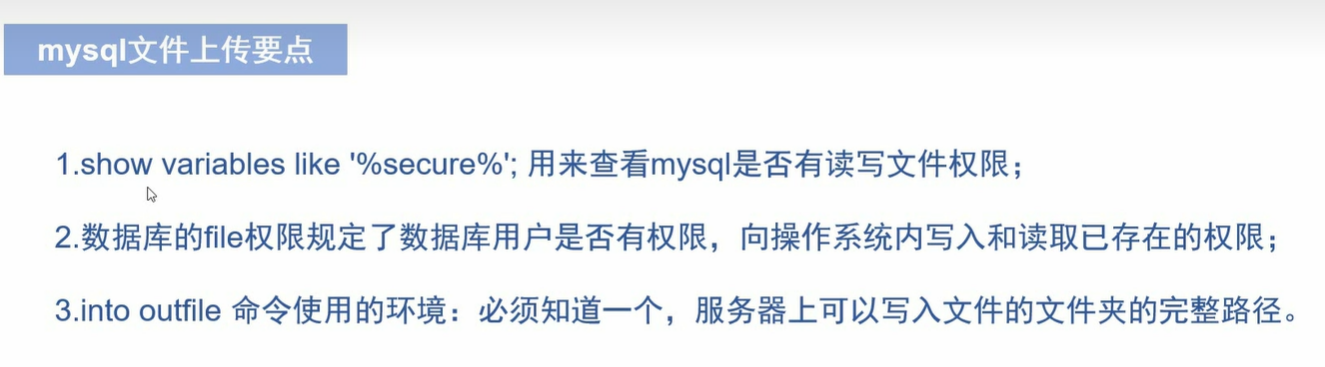 mysql文件上传要点
1.show variables like '%secure%'; 用来查看mysql是否有读写文件权限；
2.数据库的file权限规定了数据库用户是否有权限，向操作系统内写入和读取已存在的权限；
3.into outfile 命令使用的环境：必须知道一个，服务器上可以写入文件的文件夹的完整路径。